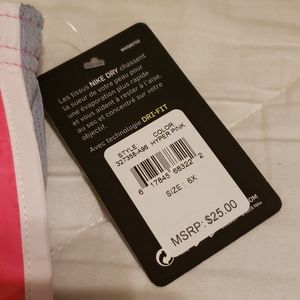 Les tissus NIKE DRY chassent
la sueur de votre peau pour
une évaporation plus rapide
et vous aident à rester à l'aise,
au sec et concentré sur votre
objectif.
Avec technologie DRI-FIT
STYLE COLOR
327358-A96 HYPER PINK
6 17845 68322 2
SIZE: 6X
MSRP: $25.00